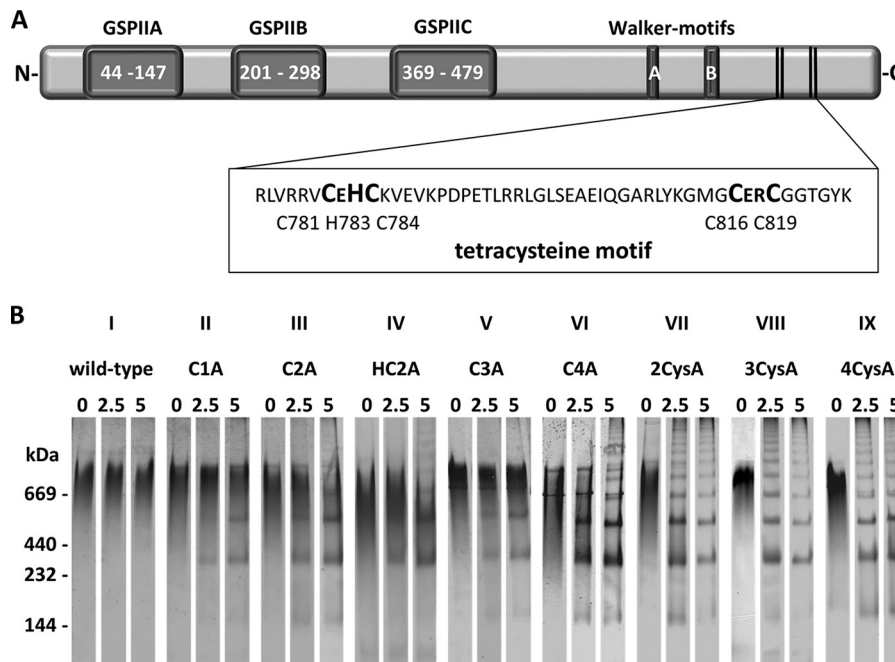 A
GSPIIA GSPIIB GSPIIC Walker-motifs
N- 44 -147 201 - 298 369 - 479 A B -C
RLVRRVCEHCKVEVKPDPETLRRLGLSEAEIQGARLYKGMGCERCGGTGYK
C781 H783 C784 C816 C819
tetracysteine motif
B
I II III IV V VI VII VIII IX
wild-type C1A C2A HC2A C3A C4A 2CysA 3CysA 4CysA
0 2.5 5 0 2.5 5 0 2.5 5 0 2.5 5 0 2.5 5 0 2.5 5 0 2.5 5 0 2.5 5 0 2.5 5
kDa
669 -
440 -
232 -
144 -